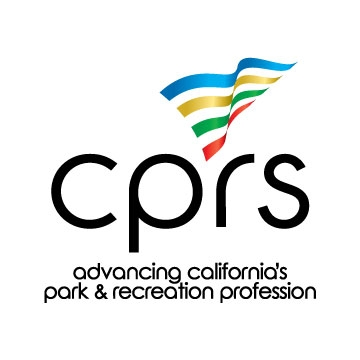 cprs
advancing california's
park & recreation profession